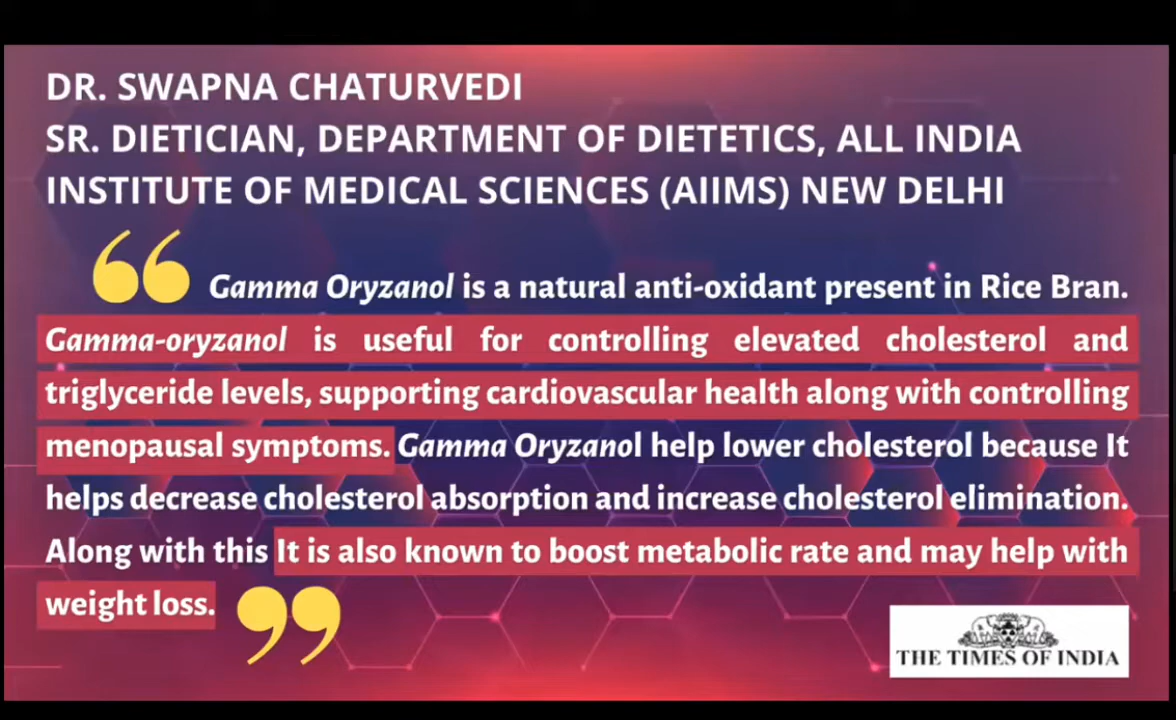 DR. SWAPNA CHATURVEDI
SR. DIETICIAN, DEPARTMENT OF DIETETICS, ALL INDIA
INSTITUTE OF MEDICAL SCIENCES (AIIMS) NEW DELHI
“ Gamma Oryzanol is a natural anti-oxidant present in Rice Bran.
Gamma-oryzanol is useful for controlling elevated cholesterol and
triglyceride levels, supporting cardiovascular health along with controlling
menopausal symptoms. Gamma Oryzanol help lower cholesterol because It
helps decrease cholesterol absorption and increase cholesterol elimination.
Along with this It is also known to boost metabolic rate and may help with
weight loss. ”
THE TIMES OF INDIA